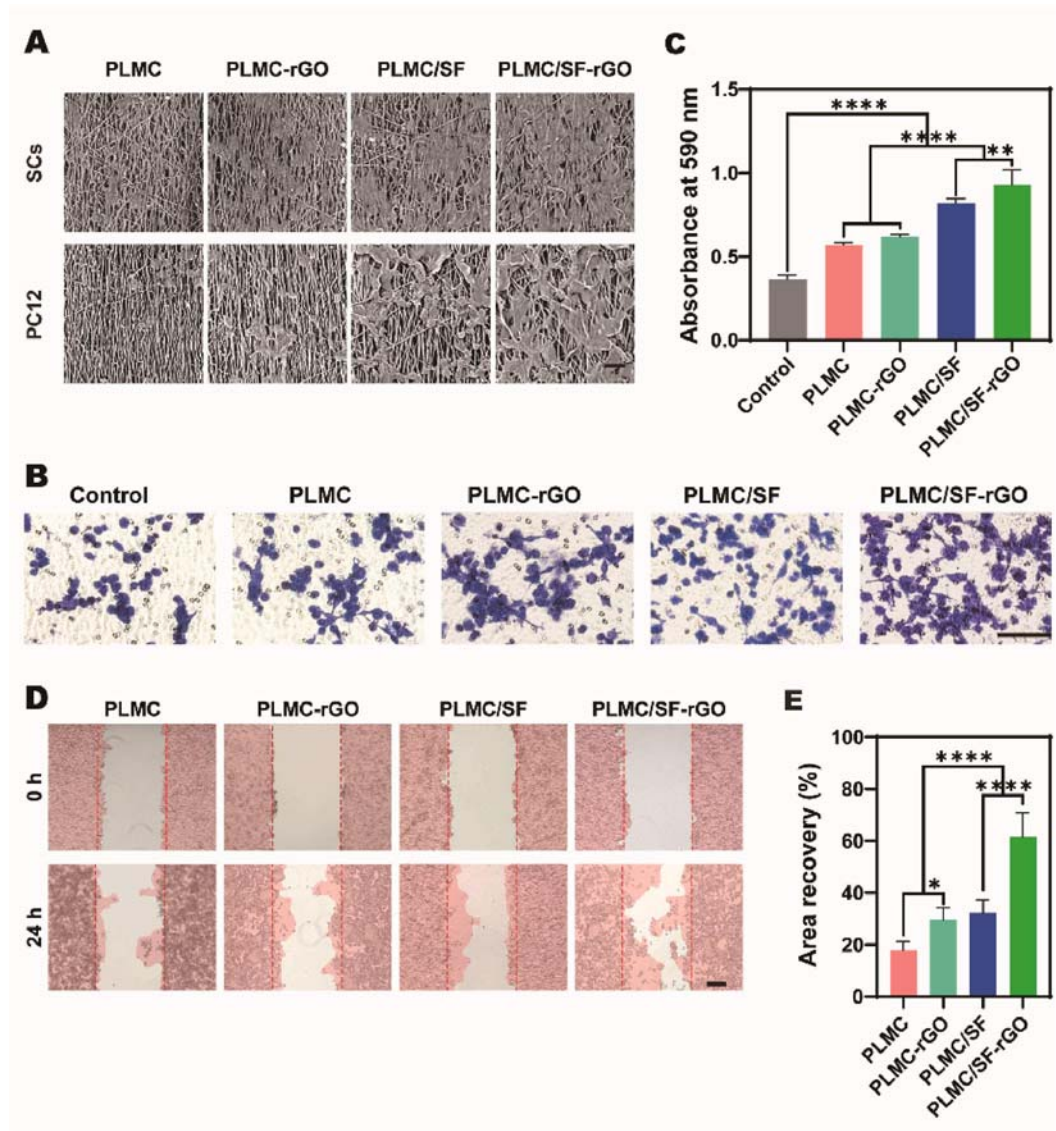 A
PLMC PLMC-rGO PLMC/SF PLMC/SF-rGO
SCs
PC12
C
Absorbance at 590 nm
1.5
1.0
0.5
0.0
****
****
**
Control
PLMC
PLMC-rGO
PLMC/SF
PLMC/SF-rGO
B
Control PLMC PLMC-rGO PLMC/SF PLMC/SF-rGO
D
PLMC PLMC-rGO PLMC/SF PLMC/SF-rGO
0 h
24 h
E
Area recovery (%)
100
80
60
40
20
0
****
****
*
PLMC
PLMC-rGO
PLMC/SF
PLMC/SF-rGO